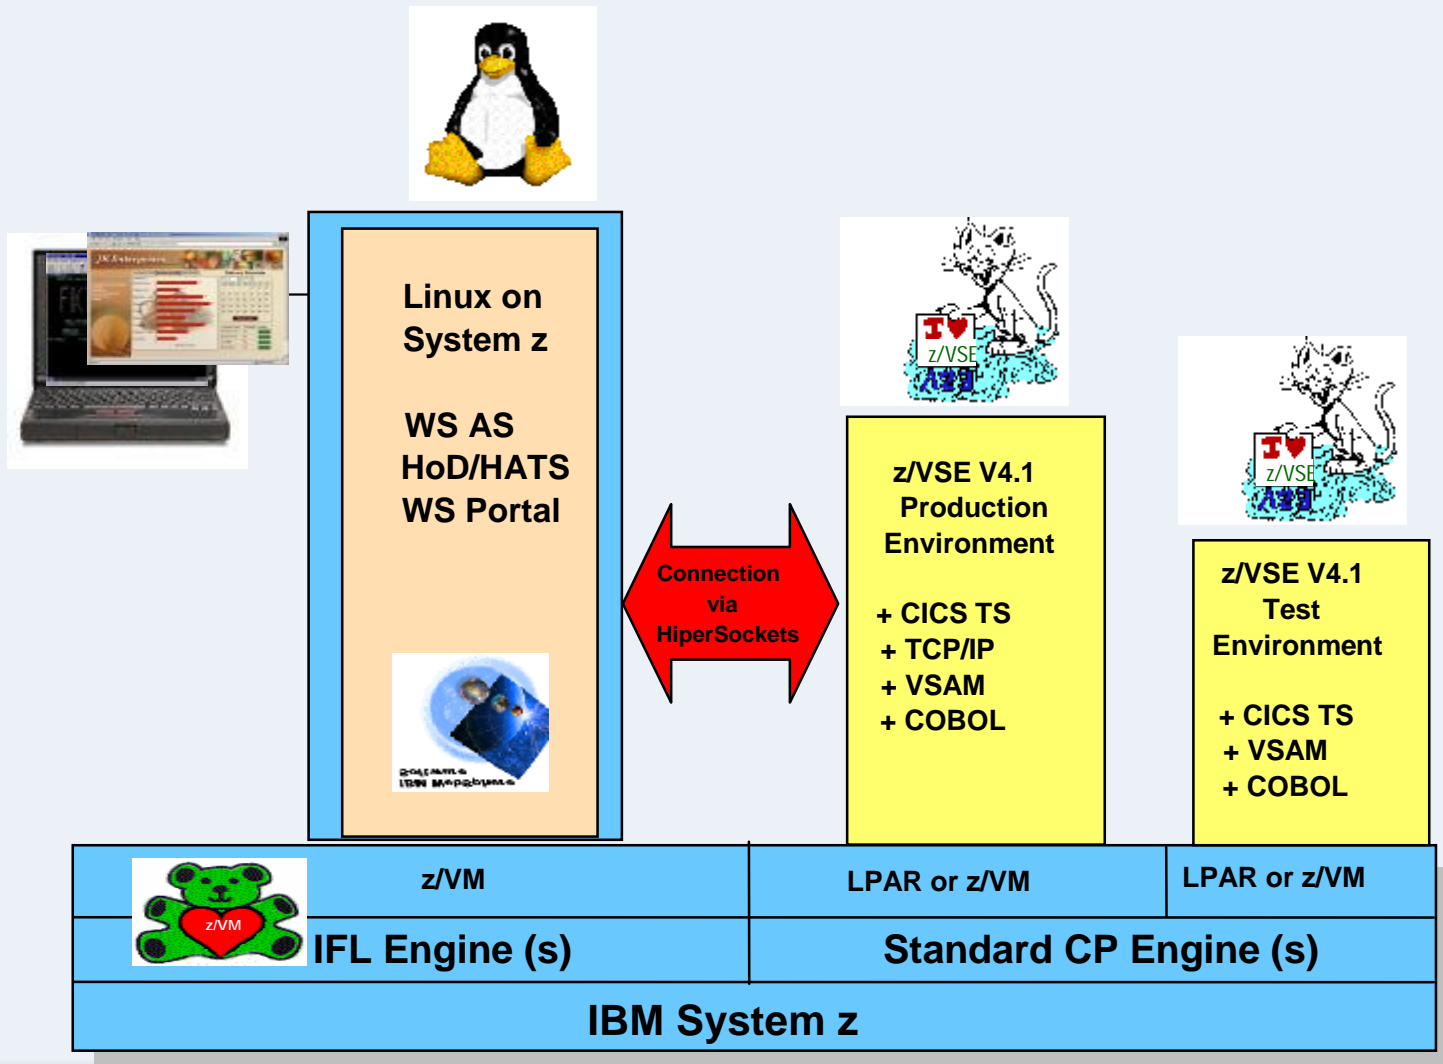 JK Enterprises
Linux on
System z
WS AS
HoD/HATS
WS Portal
Connection
via
HiperSockets
I ♥
z/VSE
z/VSE V4.1
Production
Environment
+ CICS TS
+ TCP/IP
+ VSAM
+ COBOL
I ♥
z/VSE
z/VSE V4.1
Test
Environment
+ CICS TS
+ VSAM
+ COBOL
z/VM
z/VM
LPAR or z/VM
LPAR or z/VM
IFL Engine (s)
Standard CP Engine (s)
IBM System z